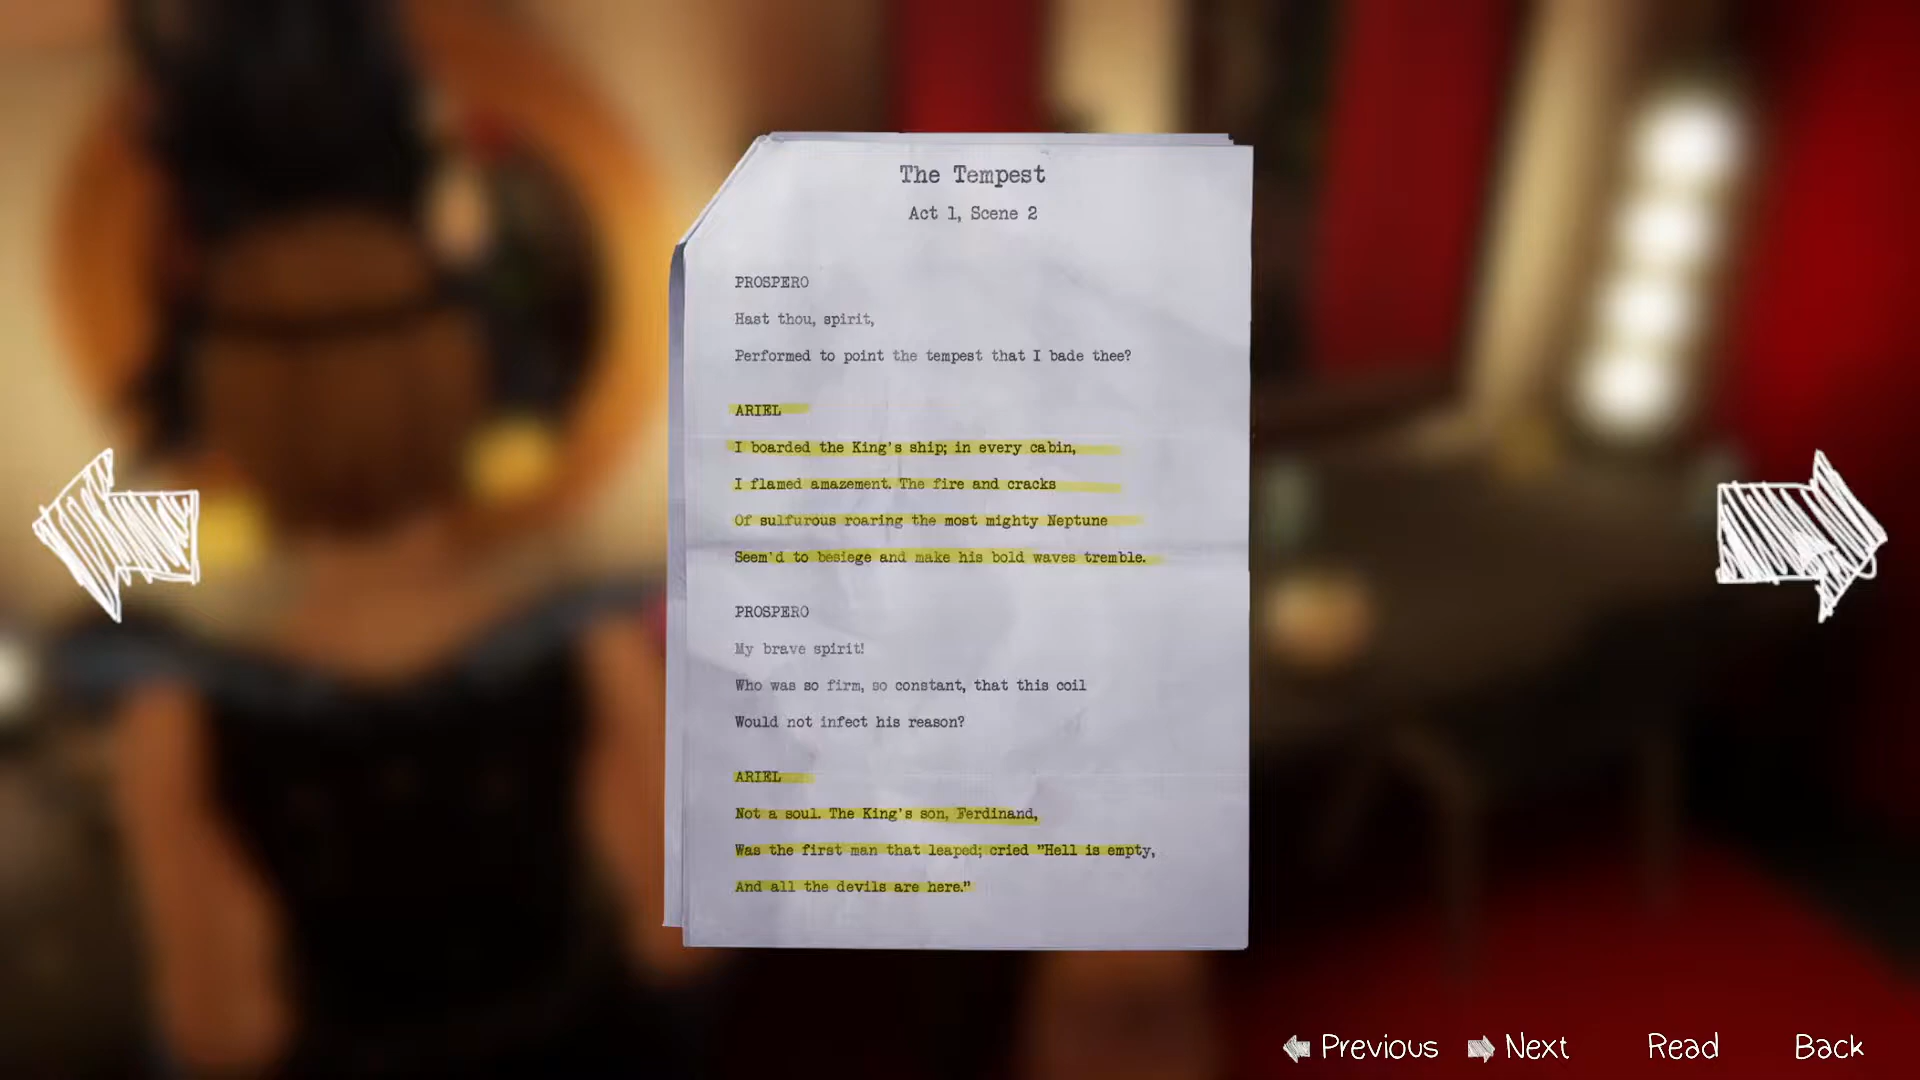 The Tempest
Act 1, Scene 2
PROSPERO
Hast thou, spirit,
Performed to point the tempest that I bade thee?
ARIEL
I boarded the King's ship; in every cabin,
I flamed amazement. The fire and cracks
Of sulfurous roaring the most mighty Neptune
Seem'd to besiege and make his bold waves tremble.
PROSPERO
My brave spirit!
Who was so firm, so constant, that this coil
Would not infect his reason?
ARIEL
Not a soul. The King's son, Ferdinand,
Was the first man that leaped; cried "Hell is empty,
And all the devils are here."
Previous Next Read Back